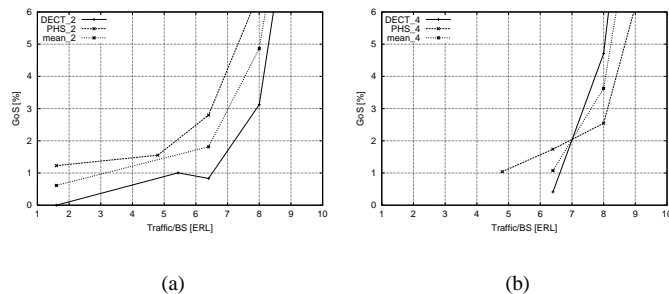 DECT_2
PHS_2
mean_2
GoS [%]
6
5
4
3
2
1
0
1 2 3 4 5 6 7 8 9 10
Traffic/BS [ERL]
(a)
DECT_4
PHS_4
mean_4
GoS [%]
6
5
4
3
2
1
0
1 2 3 4 5 6 7 8 9 10
Traffic/BS [ERL]
(b)